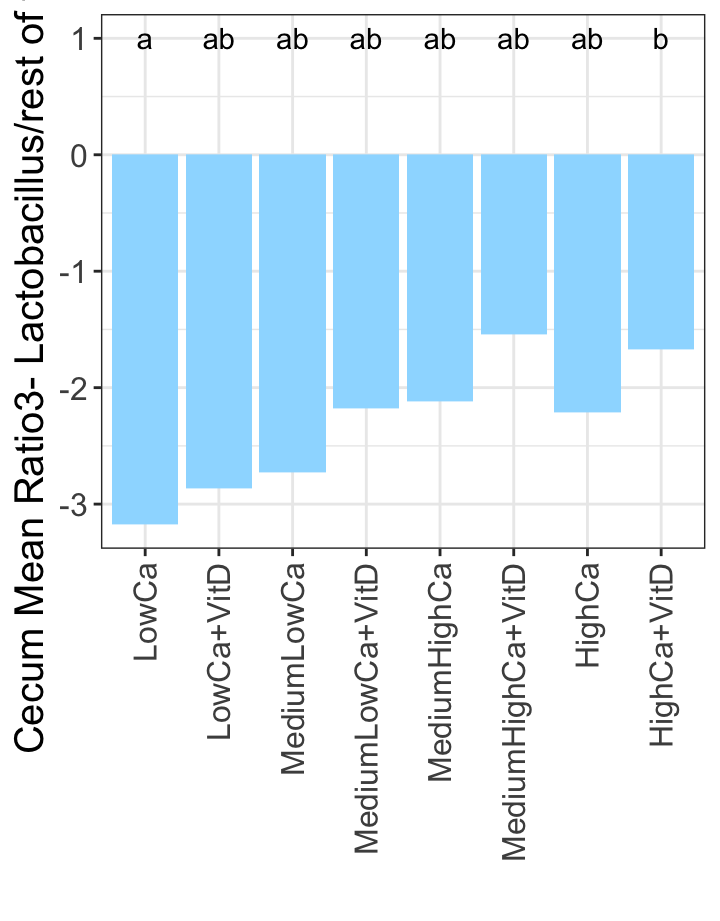 Cecum Mean Ratio3- Lactobacillus/rest of
1
0
-1
-2
-3
a ab ab ab ab ab ab b
LowCa
LowCa+VitD
MediumLowCa
MediumLowCa+VitD
MediumHighCa
MediumHighCa+VitD
HighCa
HighCa+VitD